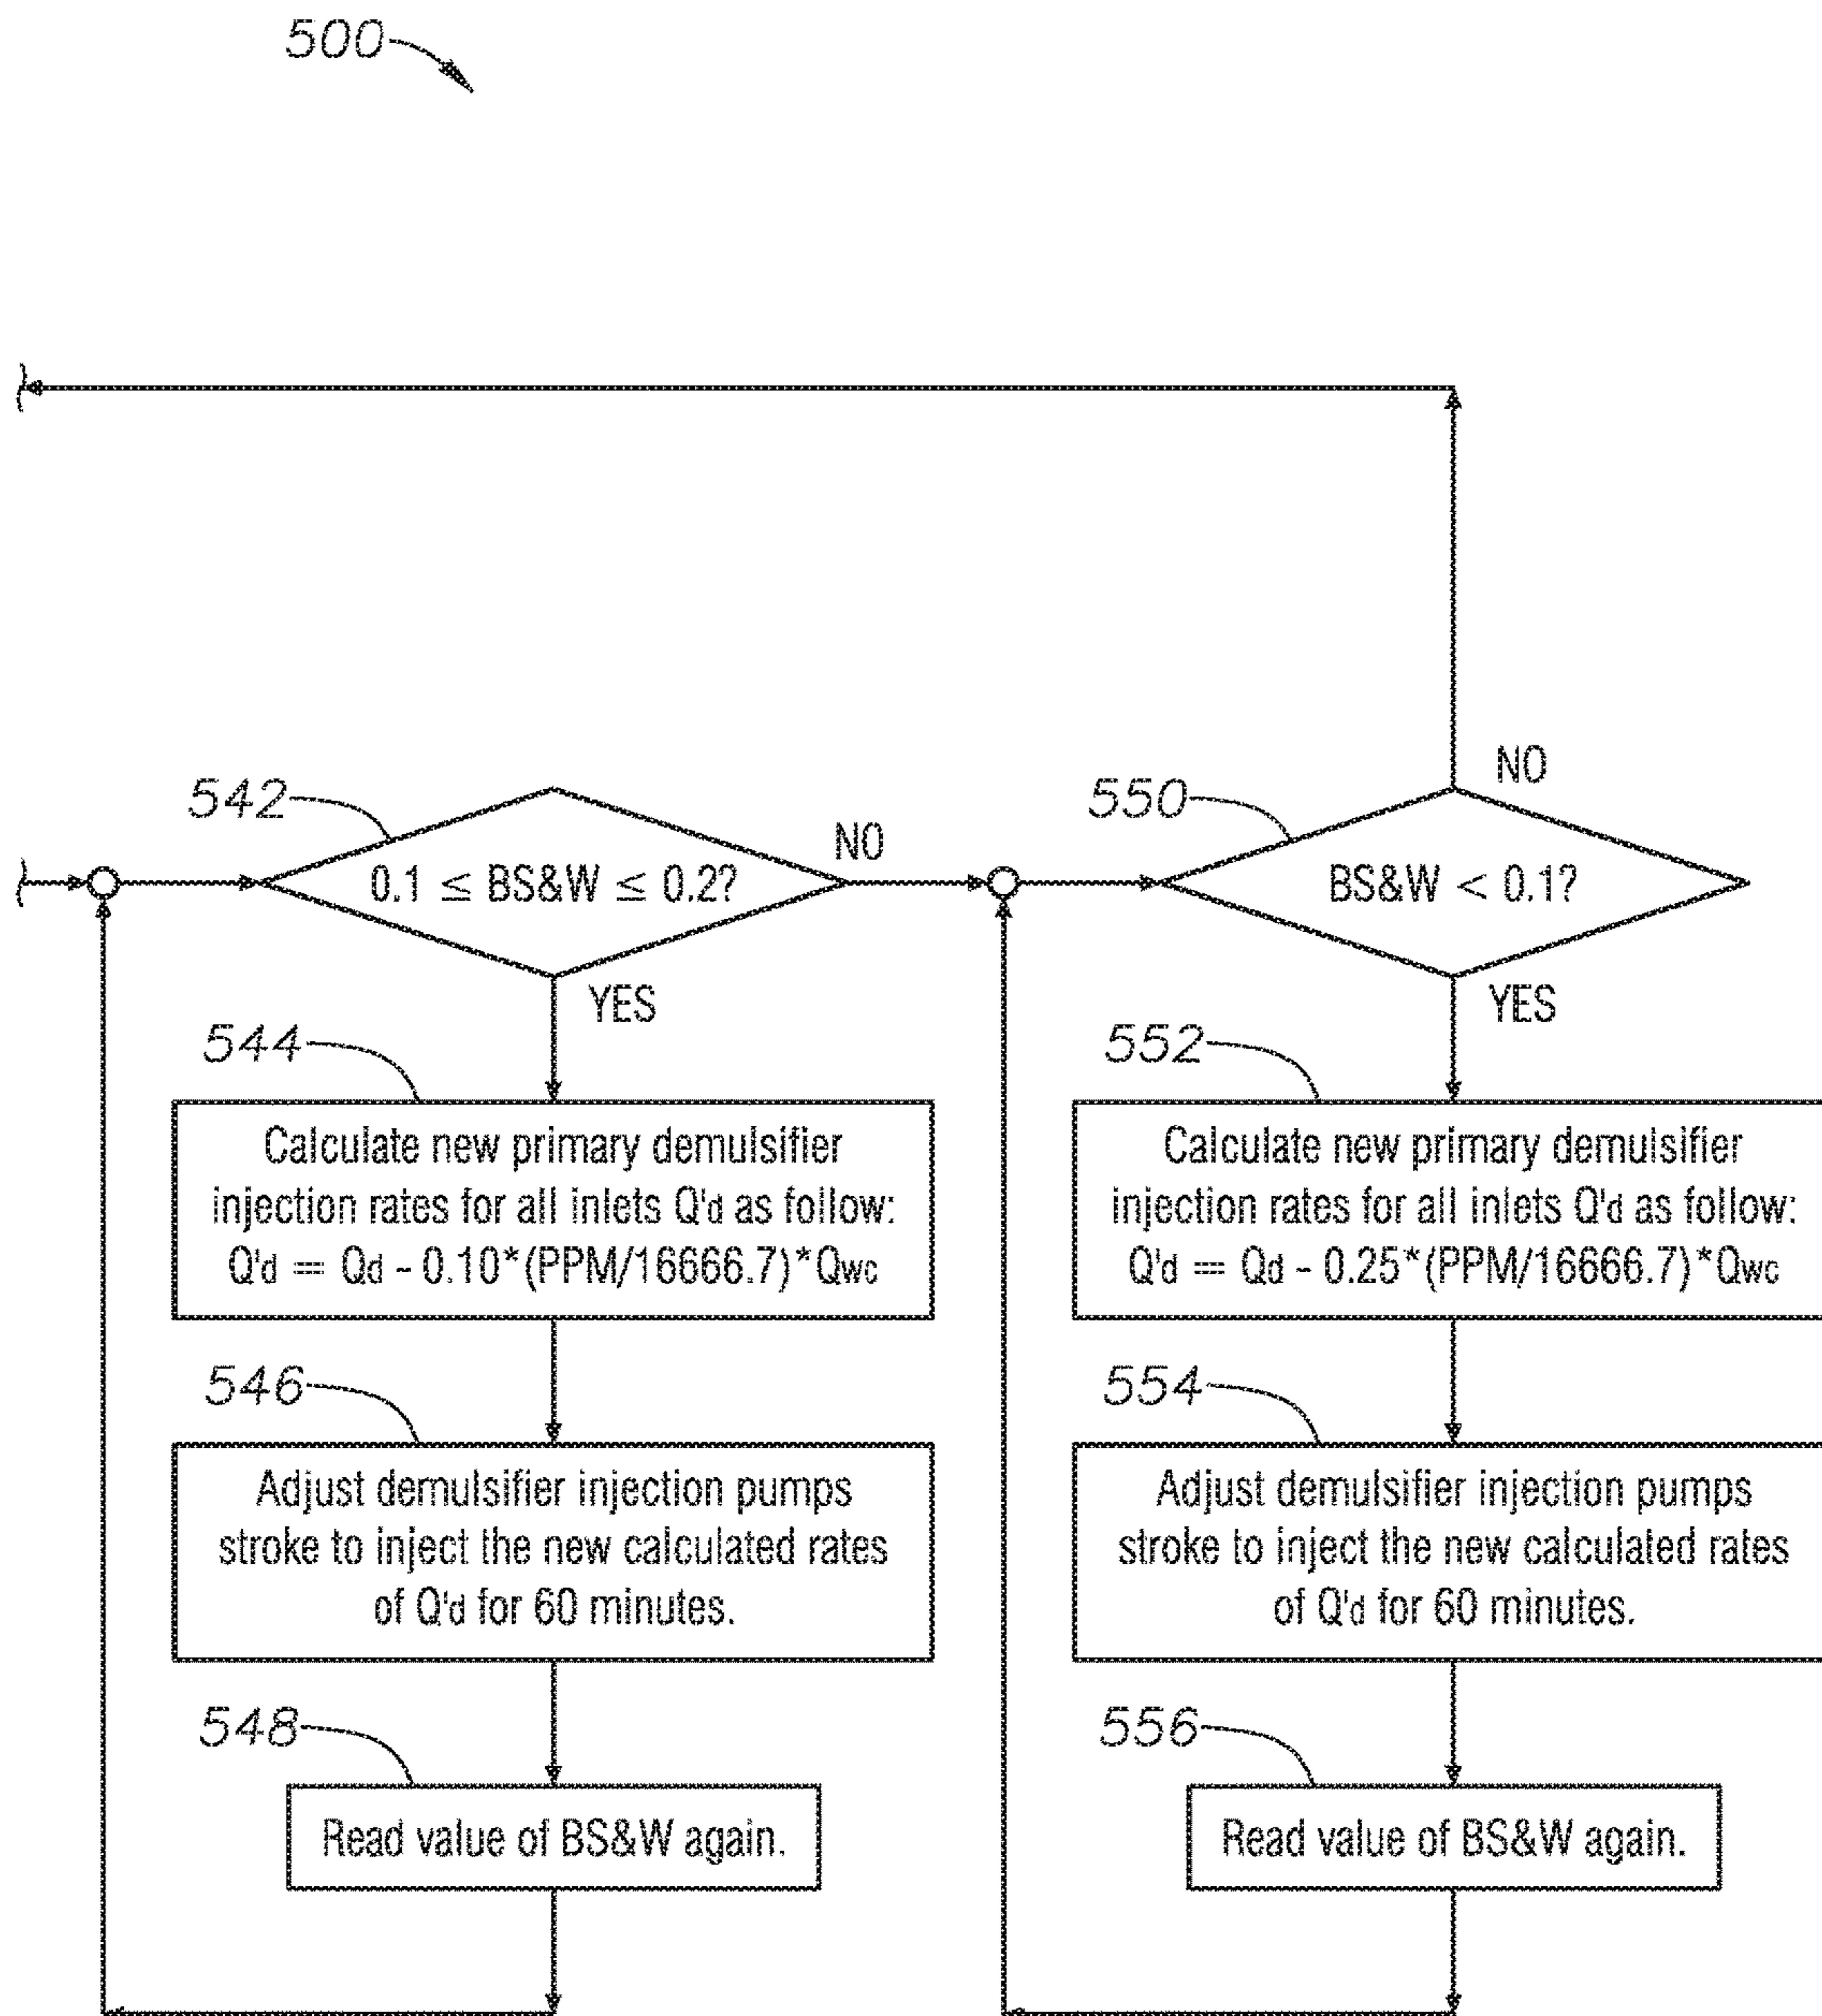 500
542
0.1 ≤ BS&W ≤ 0.2?
NO
YES
544
Calculate new primary demulsifier
injection rates for all inlets Q'd as follow:
Q'd = Qd - 0.10*(PPM/16666.7)*Qwc
546
Adjust demulsifier injection pumps
stroke to inject the new calculated rates
of Q'd for 60 minutes.
548
Read value of BS&W again.
550
NO
BS&W < 0.1?
YES
552
Calculate new primary demulsifier
injection rates for all inlets Q'd as follow:
Q'd = Qd - 0.25*(PPM/16666.7)*Qwc
554
Adjust demulsifier injection pumps
stroke to inject the new calculated rates
of Q'd for 60 minutes.
556
Read value of BS&W again.